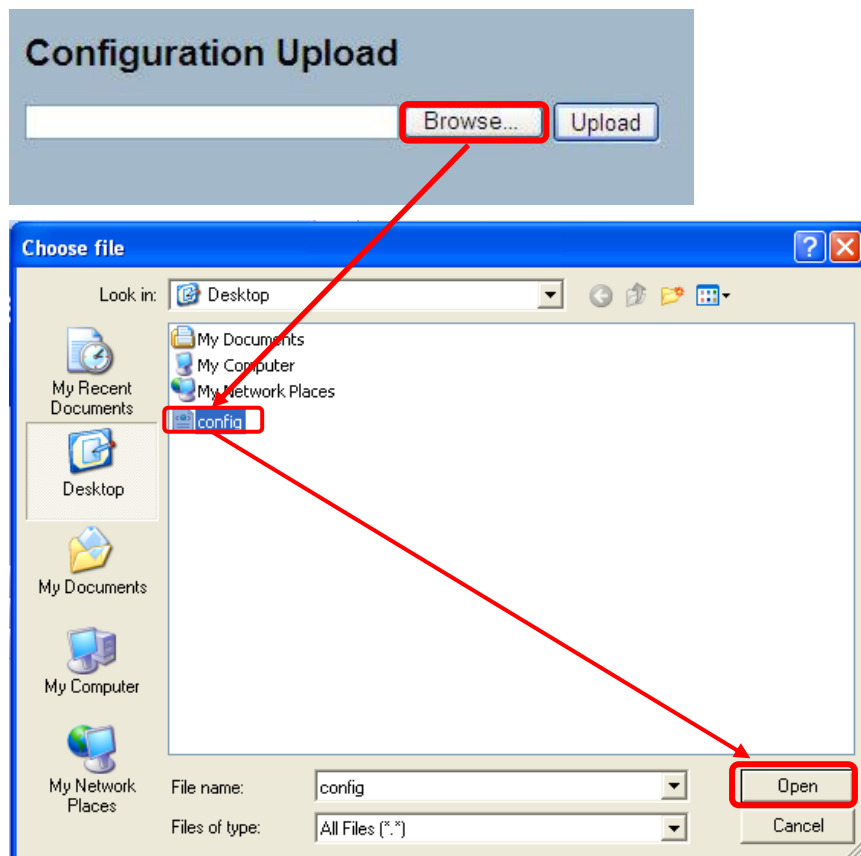 Configuration Upload
Browse... Upload
Choose file
Look in: Desktop
My Documents
My Computer
My Network Places
config
My Recent
Documents
Desktop
My Documents
My Computer
My Network
Places
File name: config Open
Files of type: All Files (*.*) Cancel